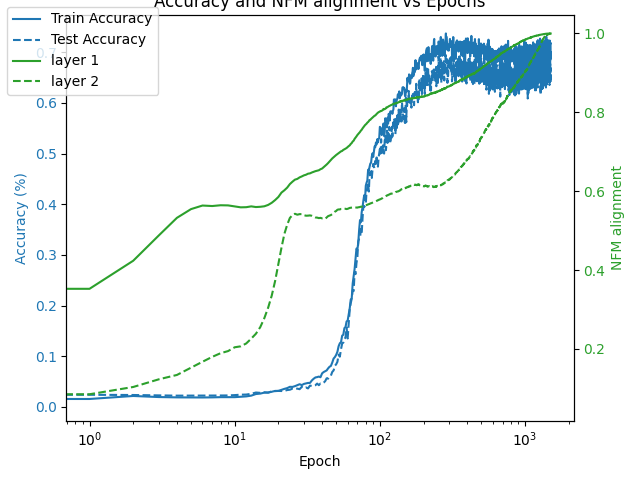 Accuracy and NFM alignment vs Epochs
Train Accuracy
Test Accuracy
layer 1
layer 2
0.7
0.6
0.5
0.4
0.3
0.2
0.1
0.0
Accuracy (%)
1.0
0.8
0.6
0.4
0.2
NFM alignment
10⁰
10¹
10²
10³
Epoch